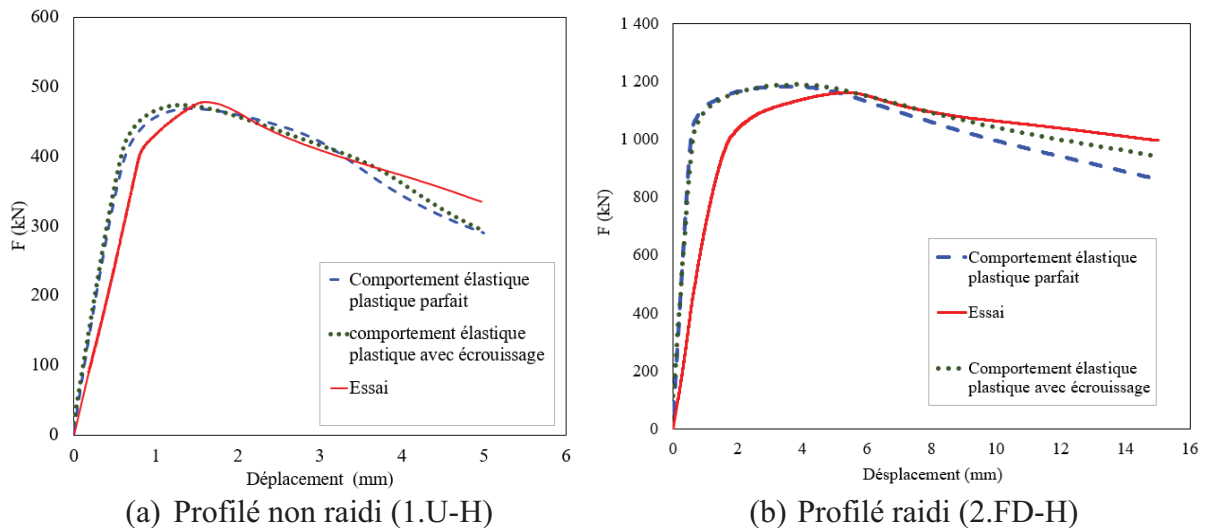 600
500
400
300
200
100
0
F (kN)
0 1 2 3 4 5 6
Déplacement (mm)
Comportement élastique
plastique parfait
comportement élastique
plastique avec écrouissage
Essai
(a) Profilé non raidi (1.U-H)
1 400
1 200
1 000
800
600
400
200
0
F (kN)
0 2 4 6 8 10 12 14 16
Désplacement (mm)
Comportement élastique
plastique parfait
Essai
Comportement élastique
plastique avec écrouissage
(b) Profilé raidi (2.FD-H)